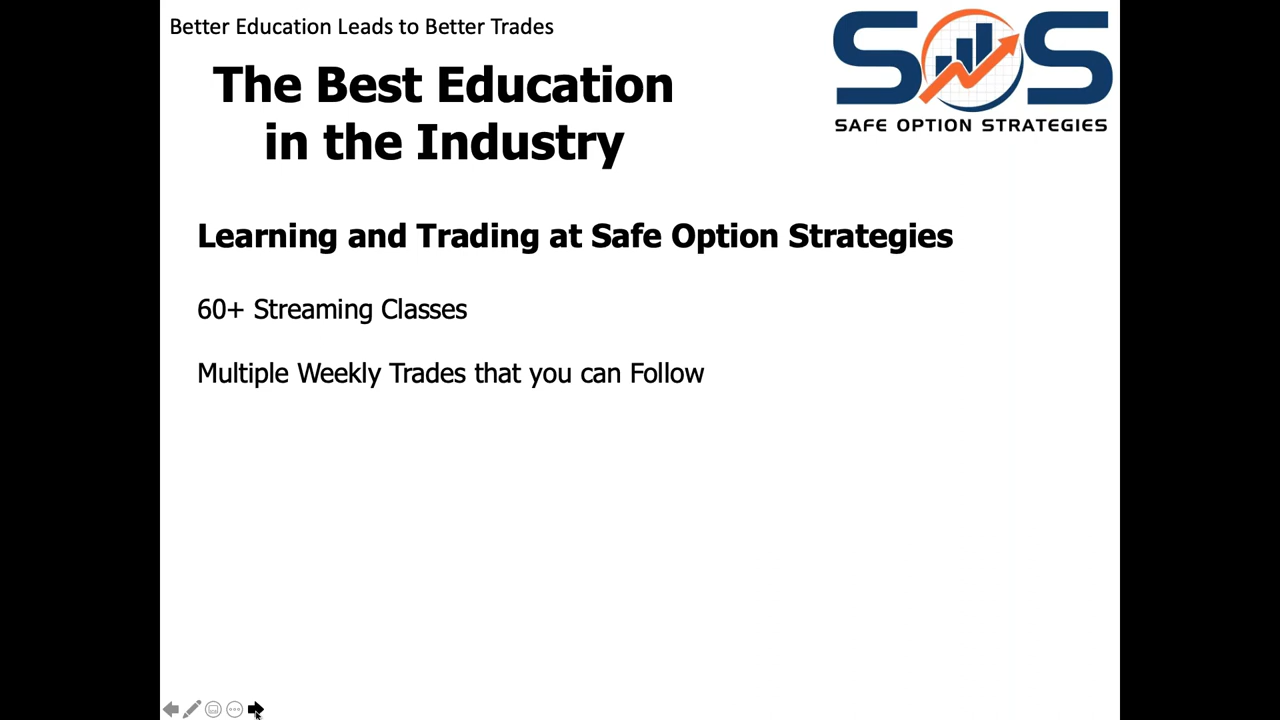 Better Education Leads to Better Trades
SOS
SAFE OPTION STRATEGIES
The Best Education
in the Industry
Learning and Trading at Safe Option Strategies
60+ Streaming Classes
Multiple Weekly Trades that you can Follow